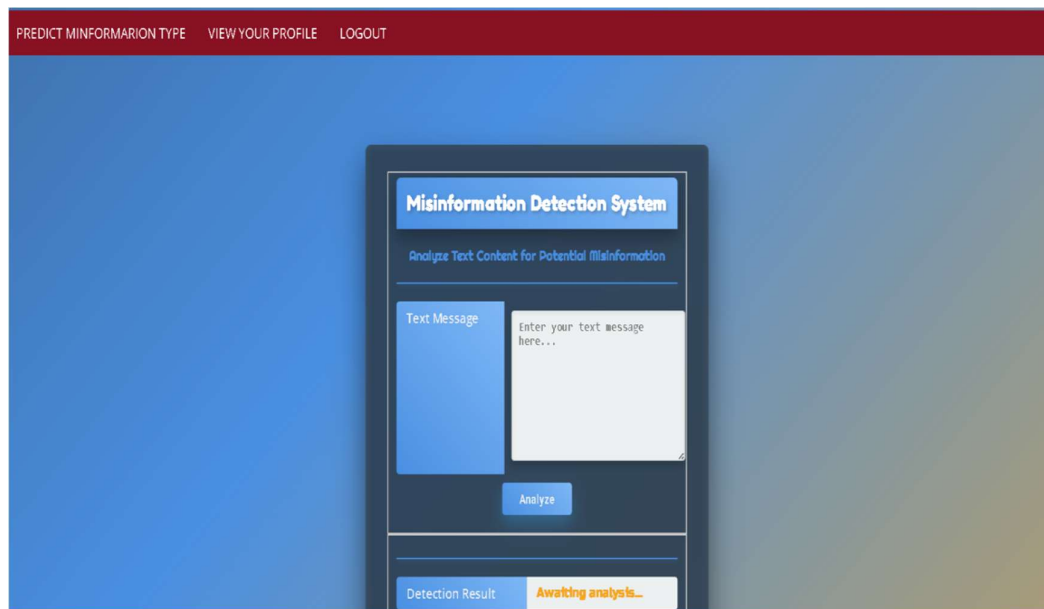 PREDICT MINFORMARION TYPE VIEW YOUR PROFILE LOGOUT
Misinformation Detection System
Analyze Text Content for Potential Misinformation
Text Message
Enter your text message
here...
Analyze
Detection Result
Awaiting analysis...